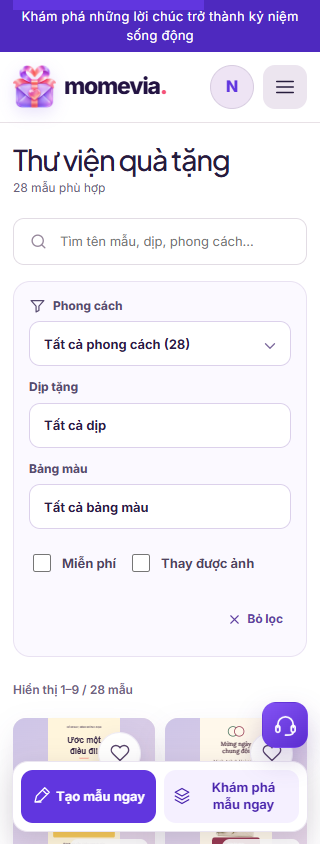 Khám phá những lời chúc trở thành kỷ niệm
sống động
momevia.
N
Thư viện quà tặng
28 mẫu phù hợp
Tìm tên mẫu, dịp, phong cách...
Phong cách
Tất cả phong cách (28)
Dịp tặng
Tất cả dịp
Bảng màu
Tất cả bảng màu
Miễn phí
Thay được ảnh
Bỏ lọc
Hiển thị 1–9 / 28 mẫu
Ước một
điều đi!
Mừng ngày
Tạo mẫu ngay
Khám phá
mẫu ngay